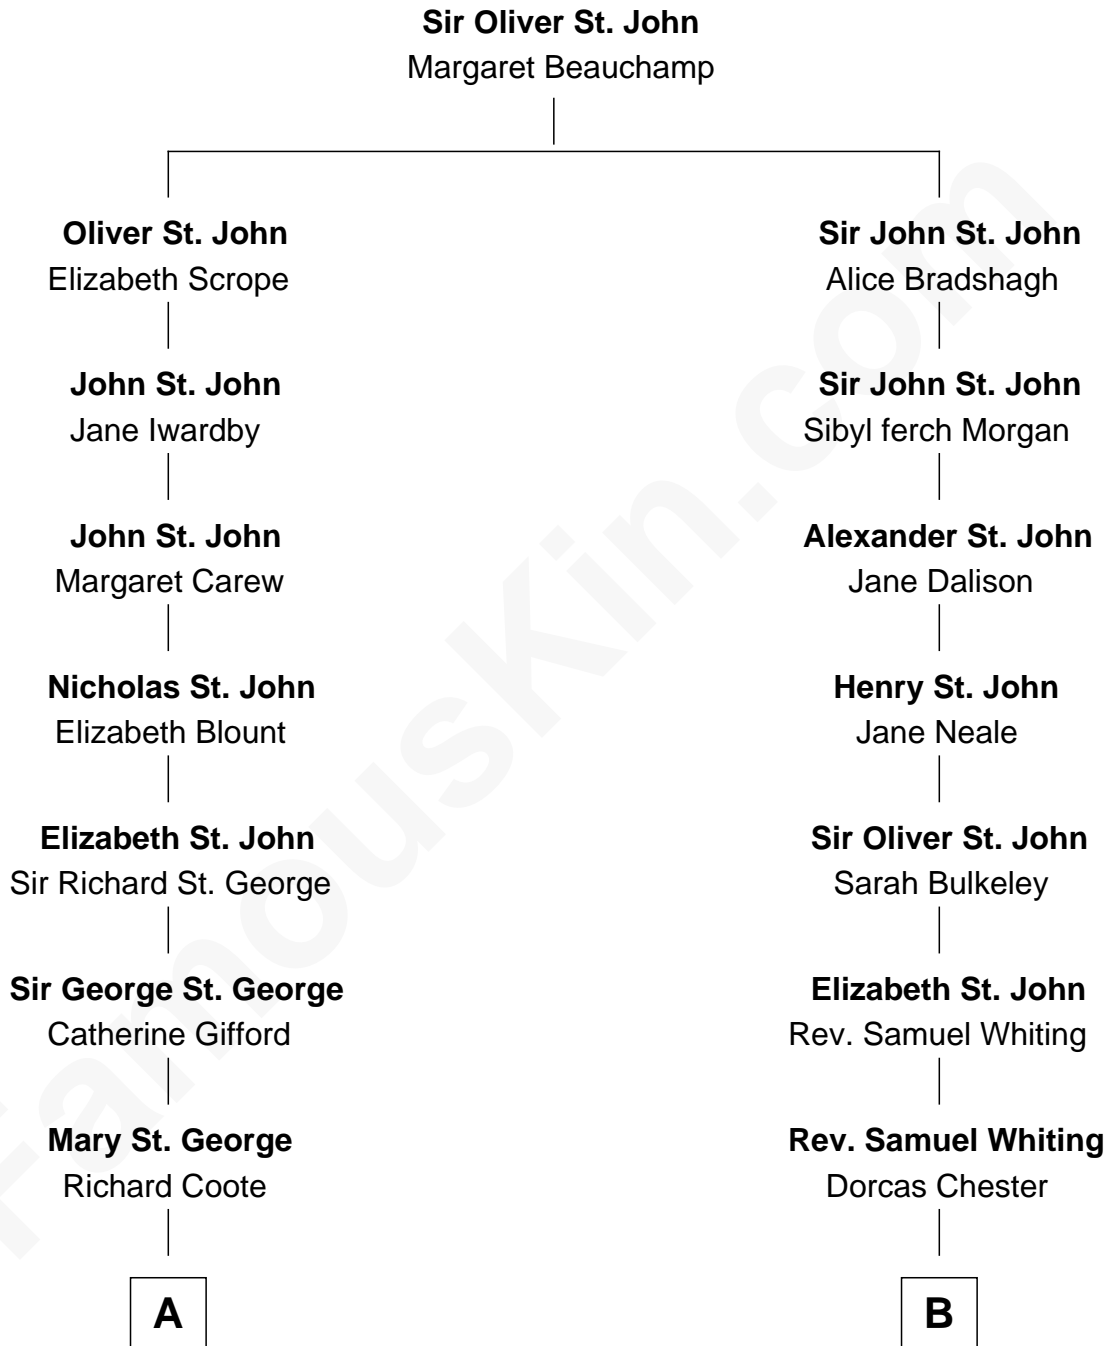 Sir Oliver St. John
Margaret Beauchamp
Oliver St. John
Elizabeth Scrope
Sir John St. John
Alice Bradshagh
John St. John
Jane Iwardby
Sir John St. John
Sibyl ferch Morgan
John St. John
Margaret Carew
Alexander St. John
Jane Dalison
Nicholas St. John
Elizabeth Blount
Henry St. John
Jane Neale
Elizabeth St. John
Sir Richard St. George
Sir Oliver St. John
Sarah Bulkeley
Sir George St. George
Catherine Gifford
Elizabeth St. John
Rev. Samuel Whiting
Mary St. George
Richard Coote
Rev. Samuel Whiting
Dorcas Chester
A
B
FamousKin.com